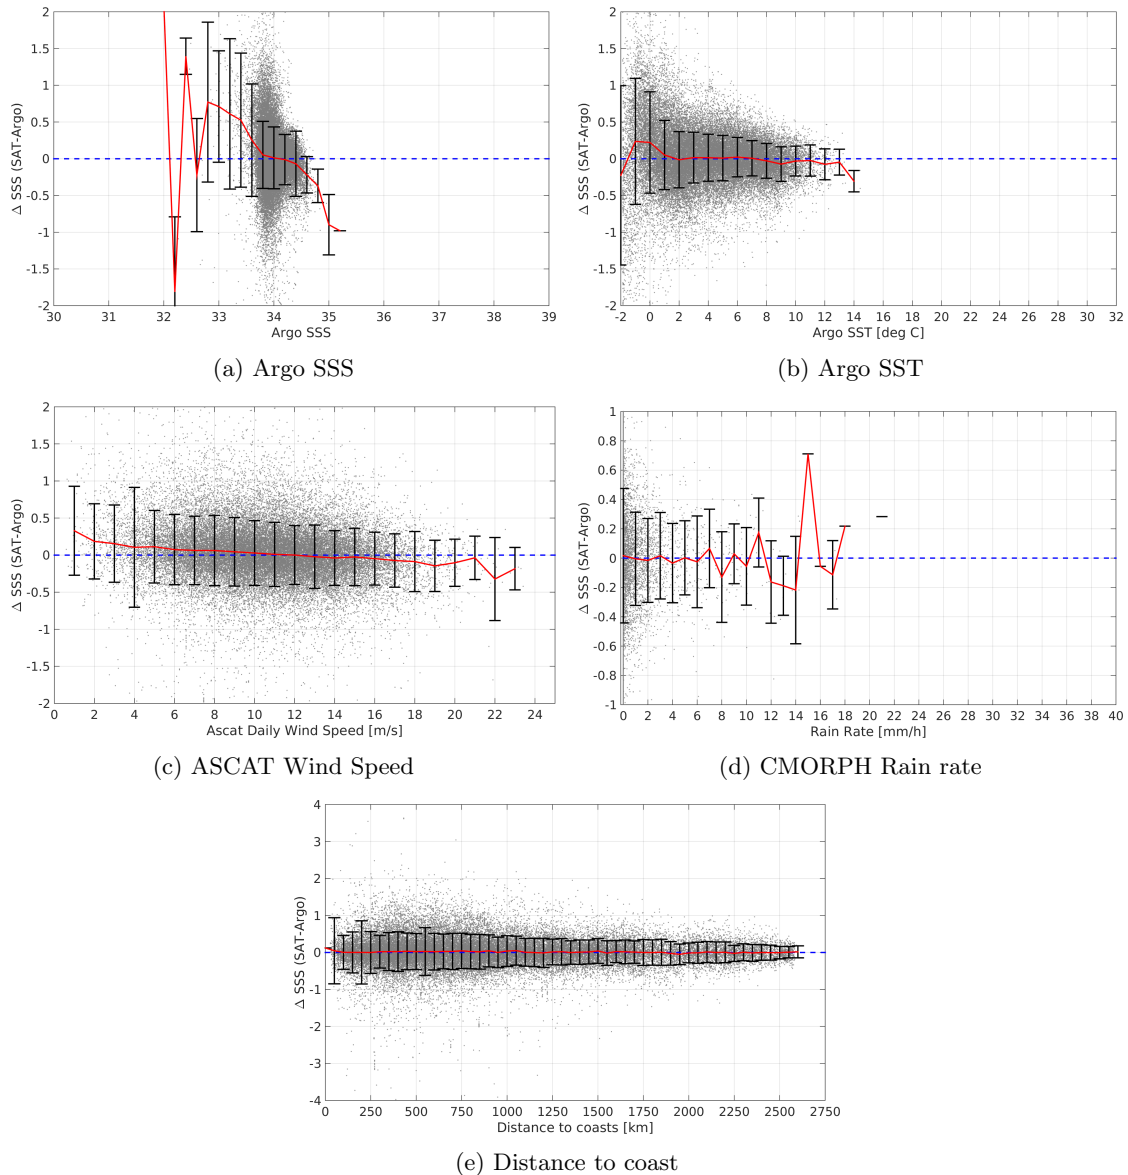 2
1.5
1
0.5
0
-0.5
-1
-1.5
-2
Δ SSS (SAT-Argo)
30 31 32 33 34 35 36 37 38 39
Argo SSS
(a) Argo SSS
2
1.5
1
0.5
0
-0.5
-1
-1.5
-2
Δ SSS (SAT-Argo)
-2 0 2 4 6 8 10 12 14 16 18 20 22 24 26 28 30 32
Argo SST [deg C]
(b) Argo SST
2
1.5
1
0.5
0
-0.5
-1
-1.5
-2
Δ SSS (SAT-Argo)
0 2 4 6 8 10 12 14 16 18 20 22 24
Ascat Daily Wind Speed [m/s]
(c) ASCAT Wind Speed
1
0.8
0.6
0.4
0.2
0
-0.2
-0.4
-0.6
-0.8
-1
Δ SSS (SAT-Argo)
0 2 4 6 8 10 12 14 16 18 20 22 24 26 28 30 32 34 36 38 40
Rain Rate [mm/h]
(d) CMORPH Rain rate
4
3
2
1
0
-1
-2
-3
-4
Δ SSS (SAT-Argo)
0 250 500 750 1000 1250 1500 1750 2000 2250 2500 2750
Distance to coasts [km]
(e) Distance to coast